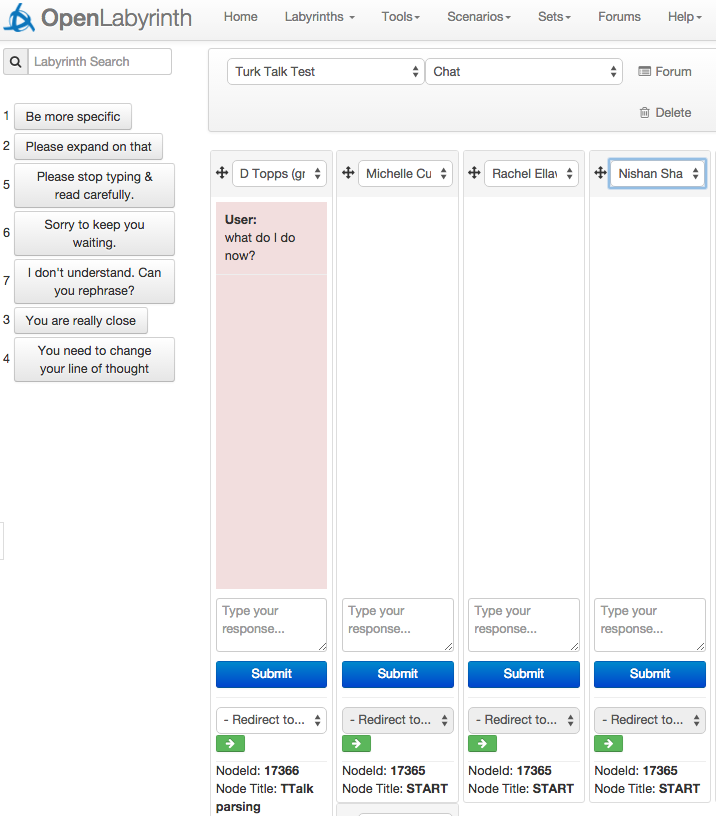 OpenLabyrinth
Home Labyrinths Tools Scenarios Sets Forums Help
Labyrinth Search
Turk Talk Test
Chat
Forum
Delete
1 Be more specific
2 Please expand on that
5 Please stop typing &
read carefully.
6 Sorry to keep you
waiting.
7 I don't understand. Can
you rephrase?
3 You are really close
4 You need to change
your line of thought
D Topps (gr
User:
what do I do
now?
Type your
response...
Submit
- Redirect to...
NodeId: 17366
Node Title: TTalk
parsing
Michelle Cu
Type your
response...
Submit
- Redirect to...
NodeId: 17365
Node Title: START
Rachel Ellav
Type your
response...
Submit
- Redirect to...
NodeId: 17365
Node Title: START
Nishan Sha
Type your
response...
Submit
- Redirect to...
NodeId: 17365
Node Title: START